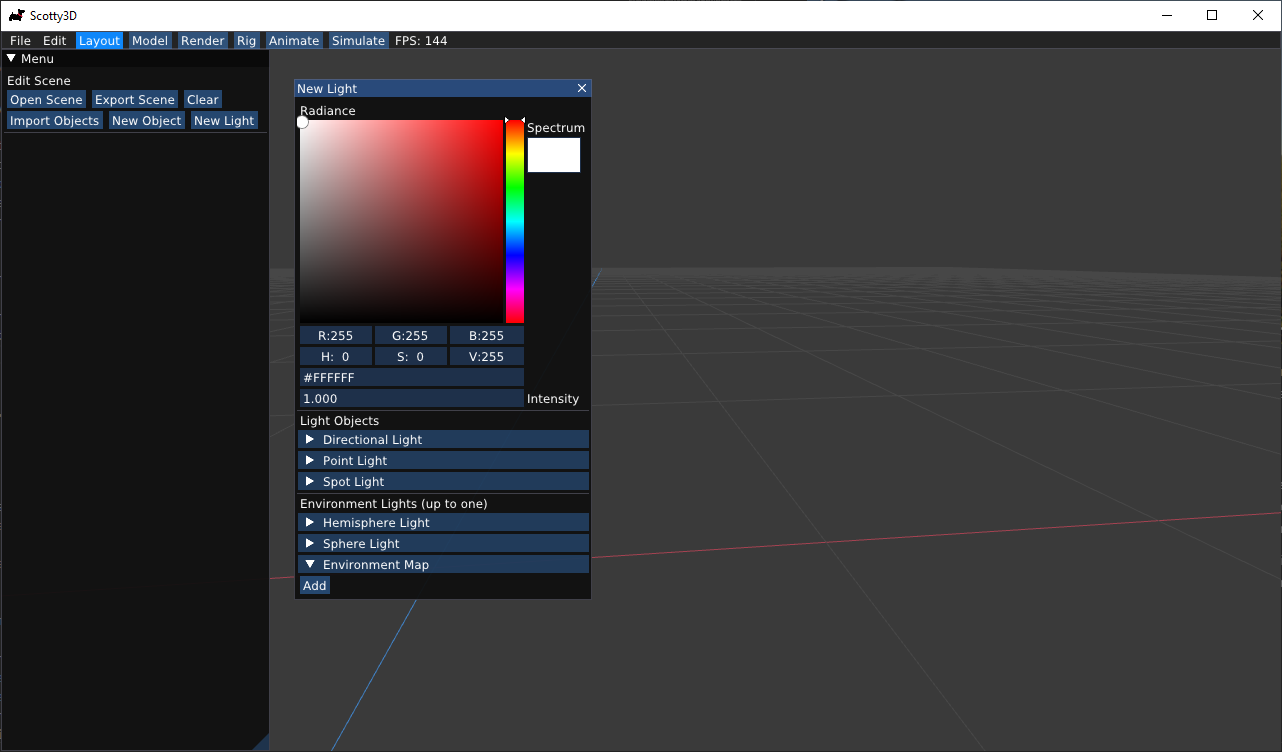 Scotty3D
File Edit Layout Model Render Rig Animate Simulate FPS: 144
Menu
Edit Scene
Open Scene Export Scene Clear
Import Objects New Object New Light
New Light
Radiance
Spectrum
R:255 G:255 B:255
H: 0 S: 0 V:255
#FFFFFF
1.000 Intensity
Light Objects
Directional Light
Point Light
Spot Light
Environment Lights (up to one)
Hemisphere Light
Sphere Light
Environment Map
Add